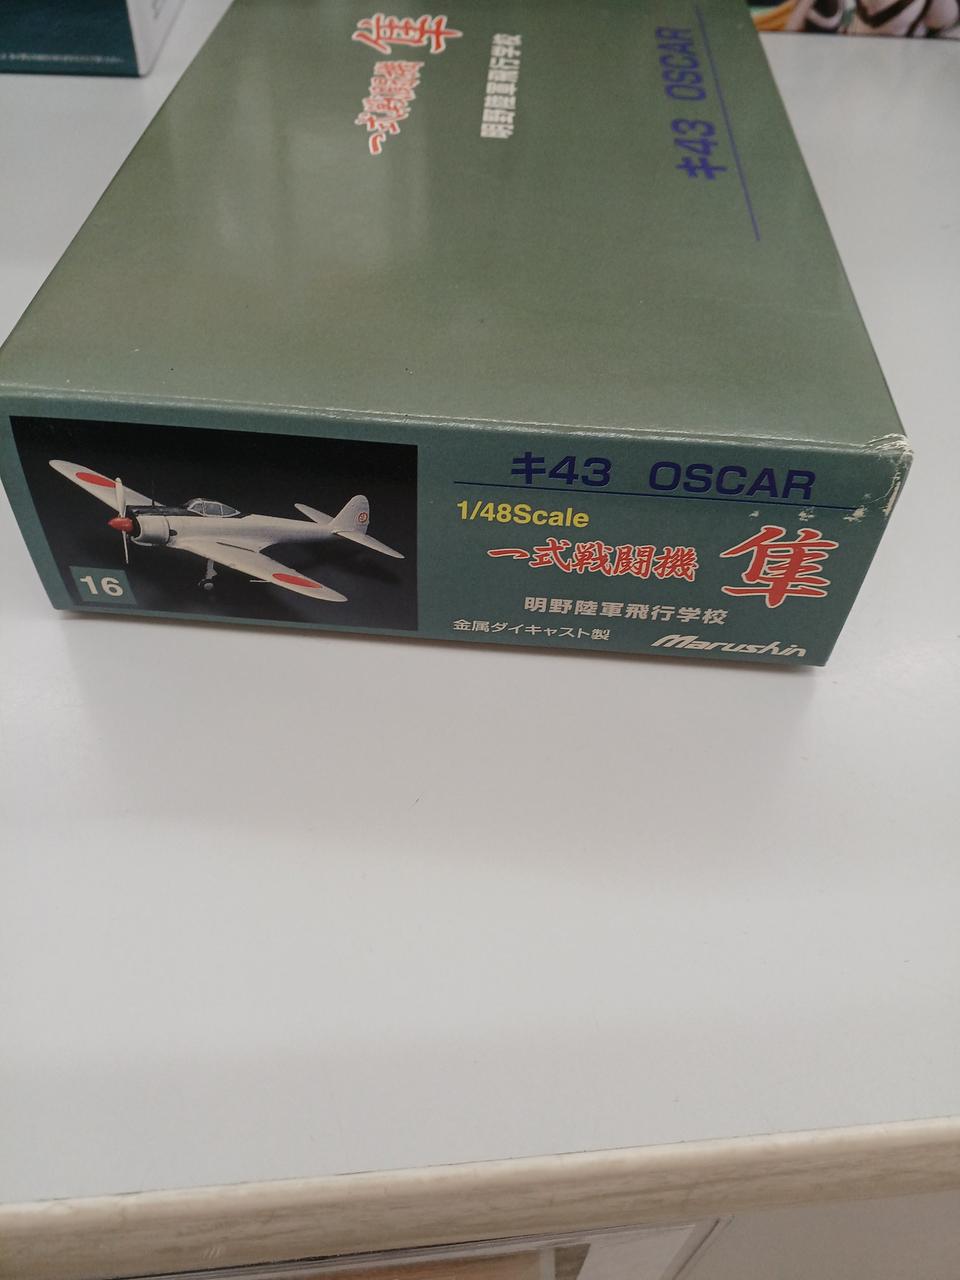 一式戦闘機 隼
明野陸軍飛行学校
キ43 OSCAR
キ43 OSCAR
1/48Scale
一式戦闘機 隼
明野陸軍飛行学校
金属ダイキャスト製 Marushin
16